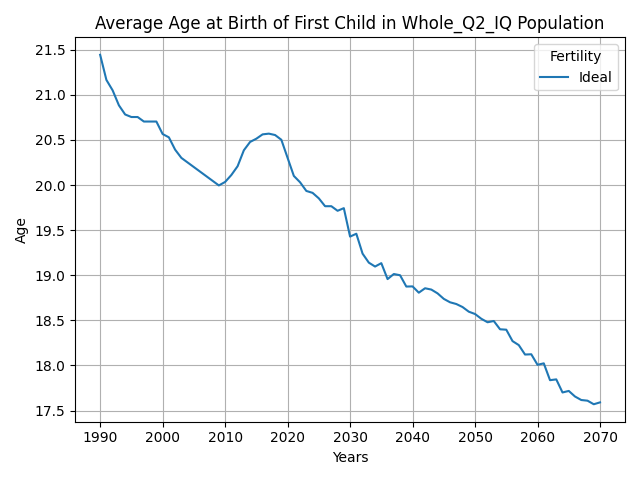 Average Age at Birth of First Child in Whole_Q2_IQ Population
Fertility
Ideal
21.5
21.0
20.5
20.0
19.5
19.0
18.5
18.0
17.5
Age
1990 2000 2010 2020 2030 2040 2050 2060 2070
Years